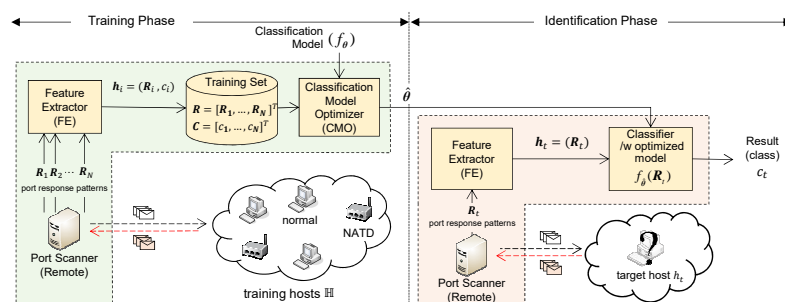 Training Phase
Identification Phase
Classification
Model (f_θ)
Feature
Extractor
(FE)
h_i = (R_i, c_i)
Training Set
R = [R_1, ..., R_N]^T
C = [c_1, ..., c_N]^T
Classification
Model
Optimizer
(CMO)
θ̂
R_1 R_2 ⋯ R_N
port response patterns
Port Scanner
(Remote)
normal
NATD
training hosts ℍ
Feature
Extractor
(FE)
h_t = (R_t)
Classifier
/w optimized
model
f_θ̂(R_t)
Result
(class)
c_t
R_t
port response patterns
Port Scanner
(Remote)
?
target host h_t